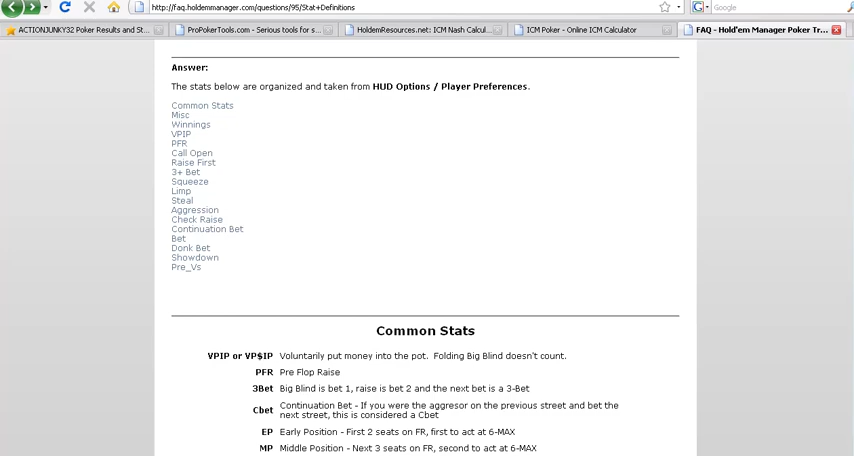 http://faq.holdemmanager.com/questions/95/Stat+Definitions
Google
ACTIONJUNKY32 Poker Results and St...
ProPokerTools.com - Serious tools for s...
HoldemResources.net: ICM Nash Calcul...
ICM Poker - Online ICM Calculator
FAQ - Hold'em Manager Poker Tr...
Answer:
The stats below are organized and taken from HUD Options / Player Preferences.
Common Stats
Misc
Winnings
VPIP
PFR
Call Open
Raise First
3+ Bet
Squeeze
Limp
Steal
Aggression
Check Raise
Continuation Bet
Bet
Donk Bet
Showdown
Pre_Vs
Common Stats
VPIP or VP$IP Voluntarily put money into the pot. Folding Big Blind doesn't count.
PFR Pre Flop Raise
3Bet Big Blind is bet 1, raise is bet 2 and the next bet is a 3-Bet
Cbet Continuation Bet - If you were the aggresor on the previous street and bet the
next street, this is considered a Cbet
EP Early Position - First 2 seats on FR, first to act at 6-MAX
MP Middle Position - Next 3 seats on FR, second to act at 6-MAX